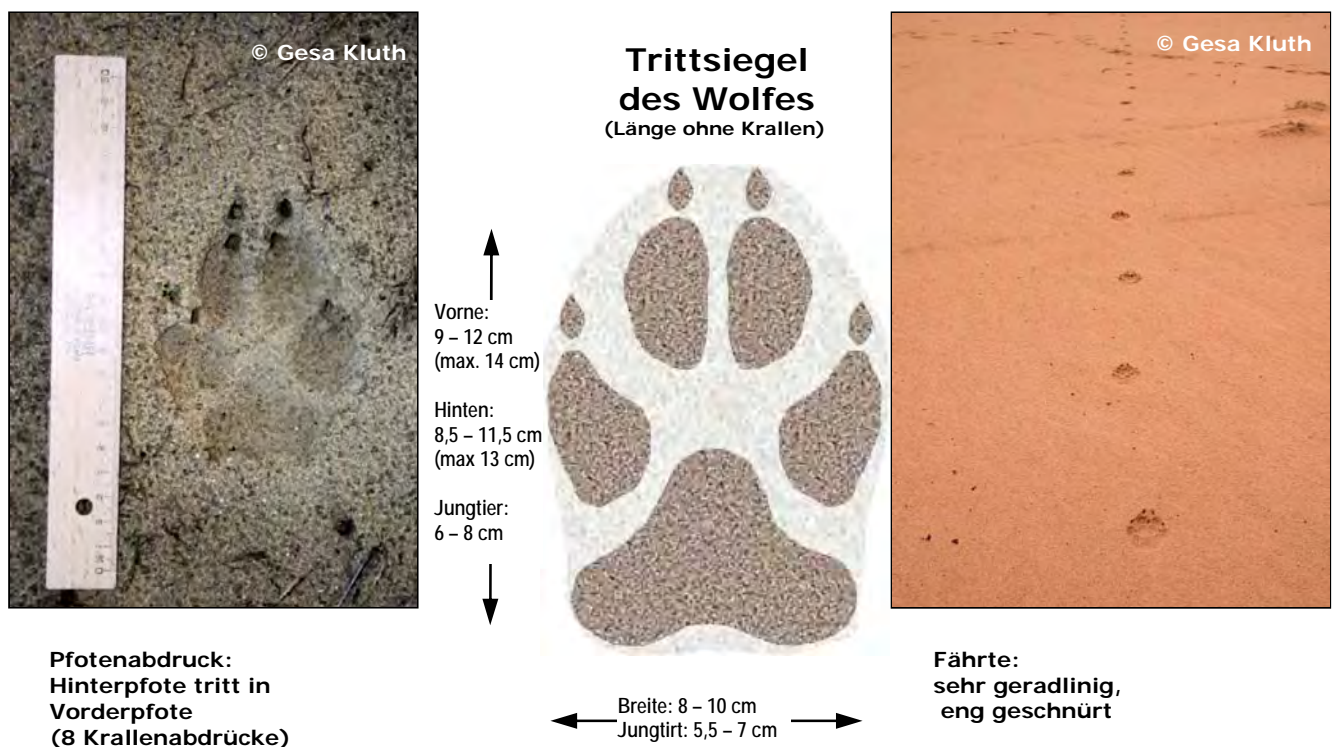 © Gesa Kluth
Trittsiegel
des Wolfes
(Länge ohne Krallen)
© Gesa Kluth
Vorne:
9 – 12 cm
(max. 14 cm)
Hinten:
8,5 – 11,5 cm
(max 13 cm)
Jungtier:
6 – 8 cm
Pfotenabdruck:
Hinterpfote tritt in
Vorderpfote
(8 Krallenabdrücke)
Breite: 8 – 10 cm
Jungtirt: 5,5 – 7 cm
Fährte:
sehr geradlinig,
eng geschnürt